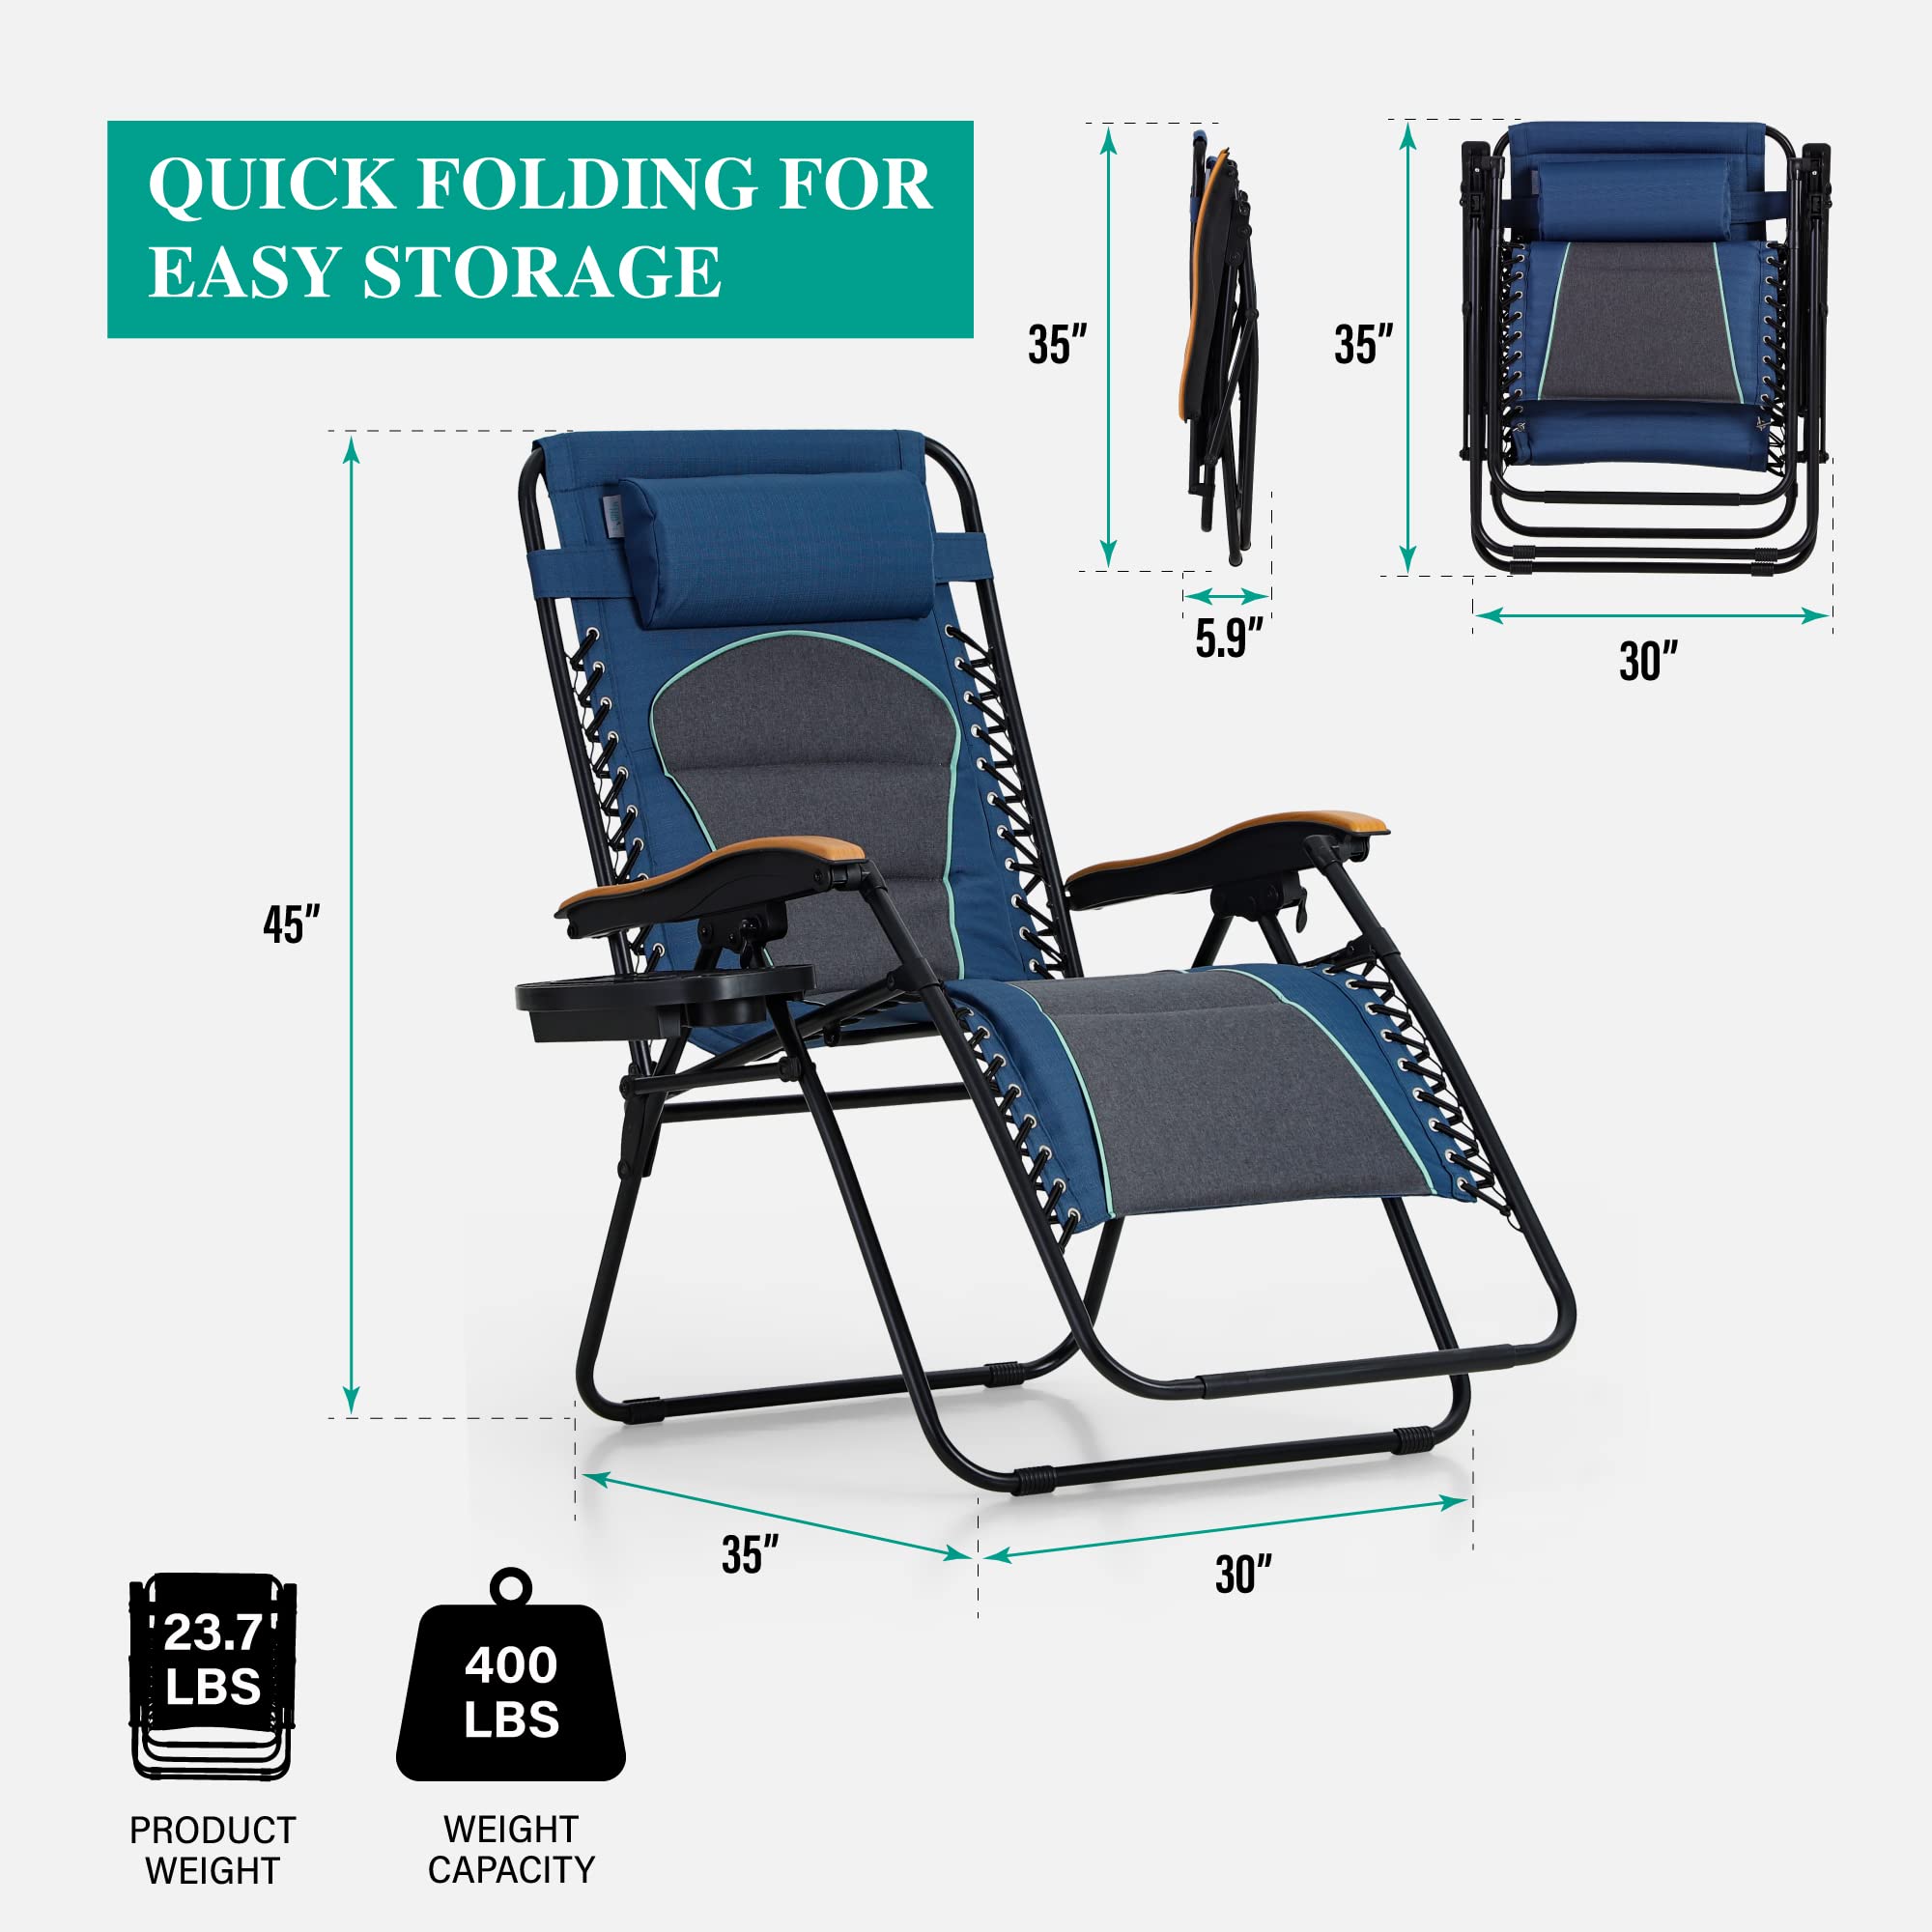 QUICK FOLDING FOR
EASY STORAGE
35"
5.9"
35"
30"
45"
35"
30"
23.7
LBS
PRODUCT
WEIGHT
400
LBS
WEIGHT
CAPACITY